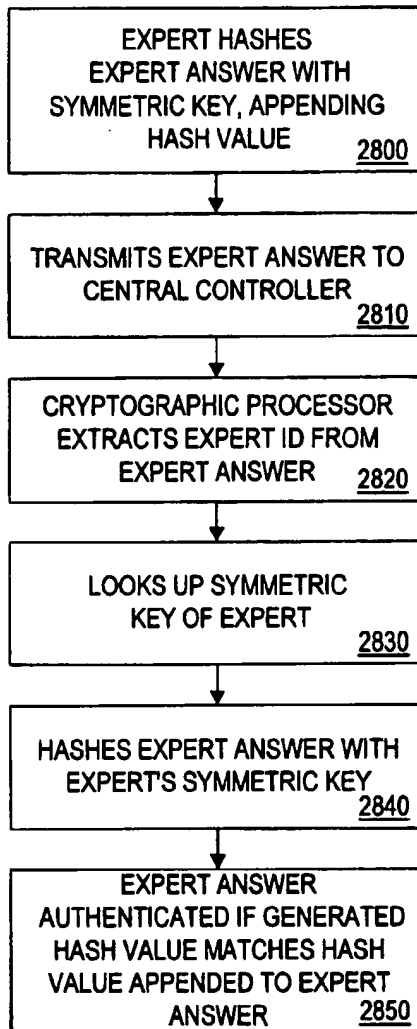 EXPERT HASHES
EXPERT ANSWER WITH
SYMMETRIC KEY, APPENDING
HASH VALUE
2800
TRANSMITS EXPERT ANSWER TO
CENTRAL CONTROLLER
2810
CRYPTOGRAPHIC PROCESSOR
EXTRACTS EXPERT ID FROM
EXPERT ANSWER
2820
LOOKS UP SYMMETRIC
KEY OF EXPERT
2830
HASHES EXPERT ANSWER WITH
EXPERT'S SYMMETRIC KEY
2840
EXPERT ANSWER
AUTHENTICATED IF GENERATED
HASH VALUE MATCHES HASH
VALUE APPENDED TO EXPERT
ANSWER
2850